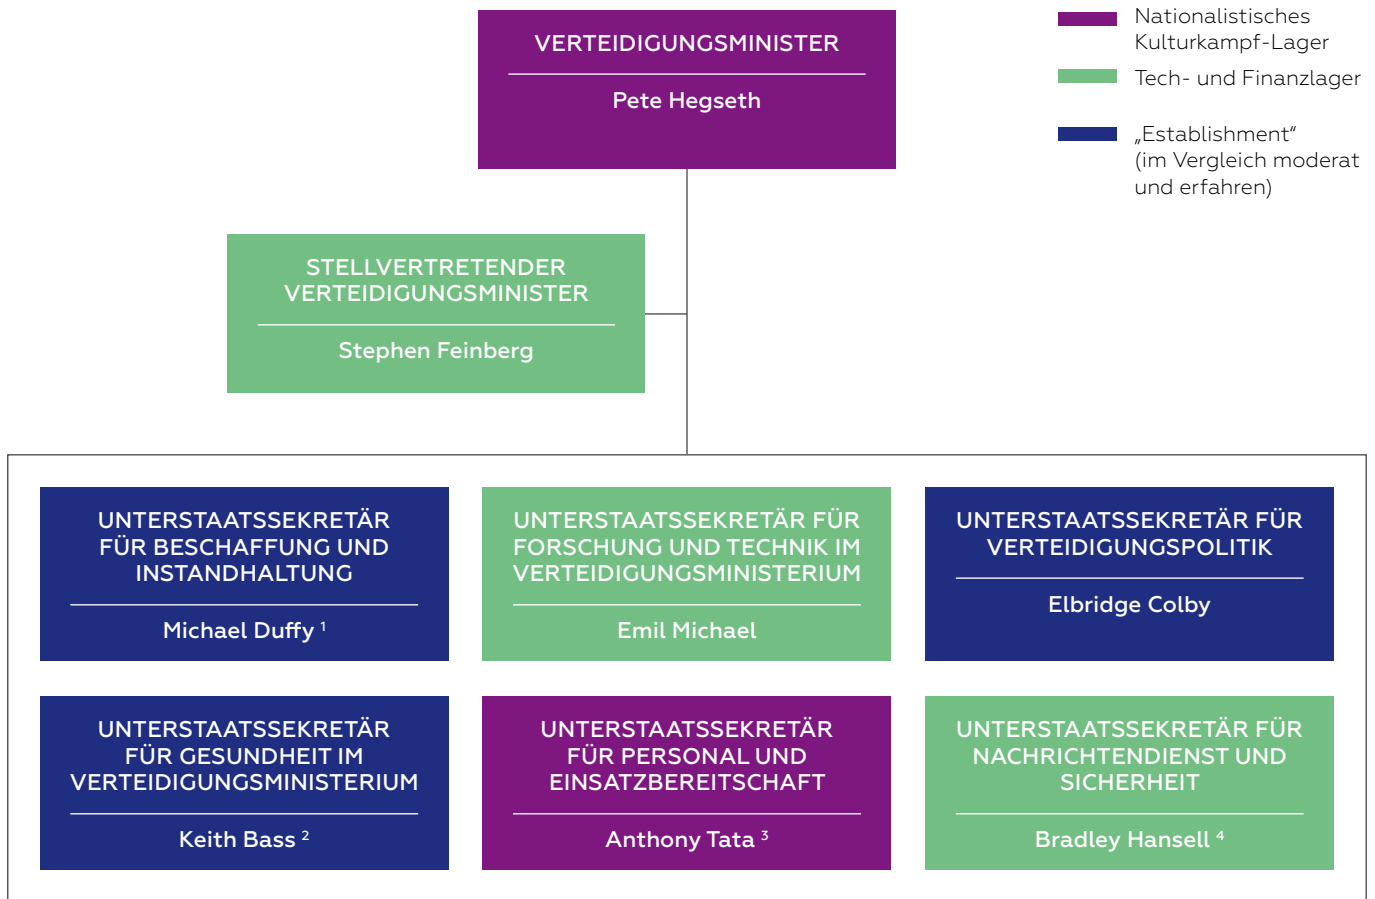 VERTEIDIGUNGSMINISTER
Pete Hegseth
Nationalistisches
Kulturkampf-Lager
Tech- und Finanzlager
„Establishment“
(im Vergleich moderat
und erfahren)
STELLVERTRETENDER
VERTEIDIGUNGSMINISTER
Stephen Feinberg
UNTERSTAATSSEKRETÄR
FÜR BESCHAFFUNG UND
INSTANDHALTUNG
Michael Duffy ¹
UNTERSTAATSSEKRETÄR FÜR
FORSCHUNG UND TECHNIK IM
VERTEIDIGUNGSMINISTERIUM
Emil Michael
UNTERSTAATSSEKRETÄR FÜR
VERTEIDIGUNGSPOLITIK
Elbridge Colby
UNTERSTAATSSEKRETÄR
FÜR GESUNDHEIT IM
VERTEIDIGUNGSMINISTERIUM
Keith Bass ²
UNTERSTAATSSEKRETÄR
FÜR PERSONAL UND
EINSATZBEREITSCHAFT
Anthony Tata ³
UNTERSTAATSSEKRETÄR FÜR
NACHRICHTENDIENST UND
SICHERHEIT
Bradley Hansell ⁴